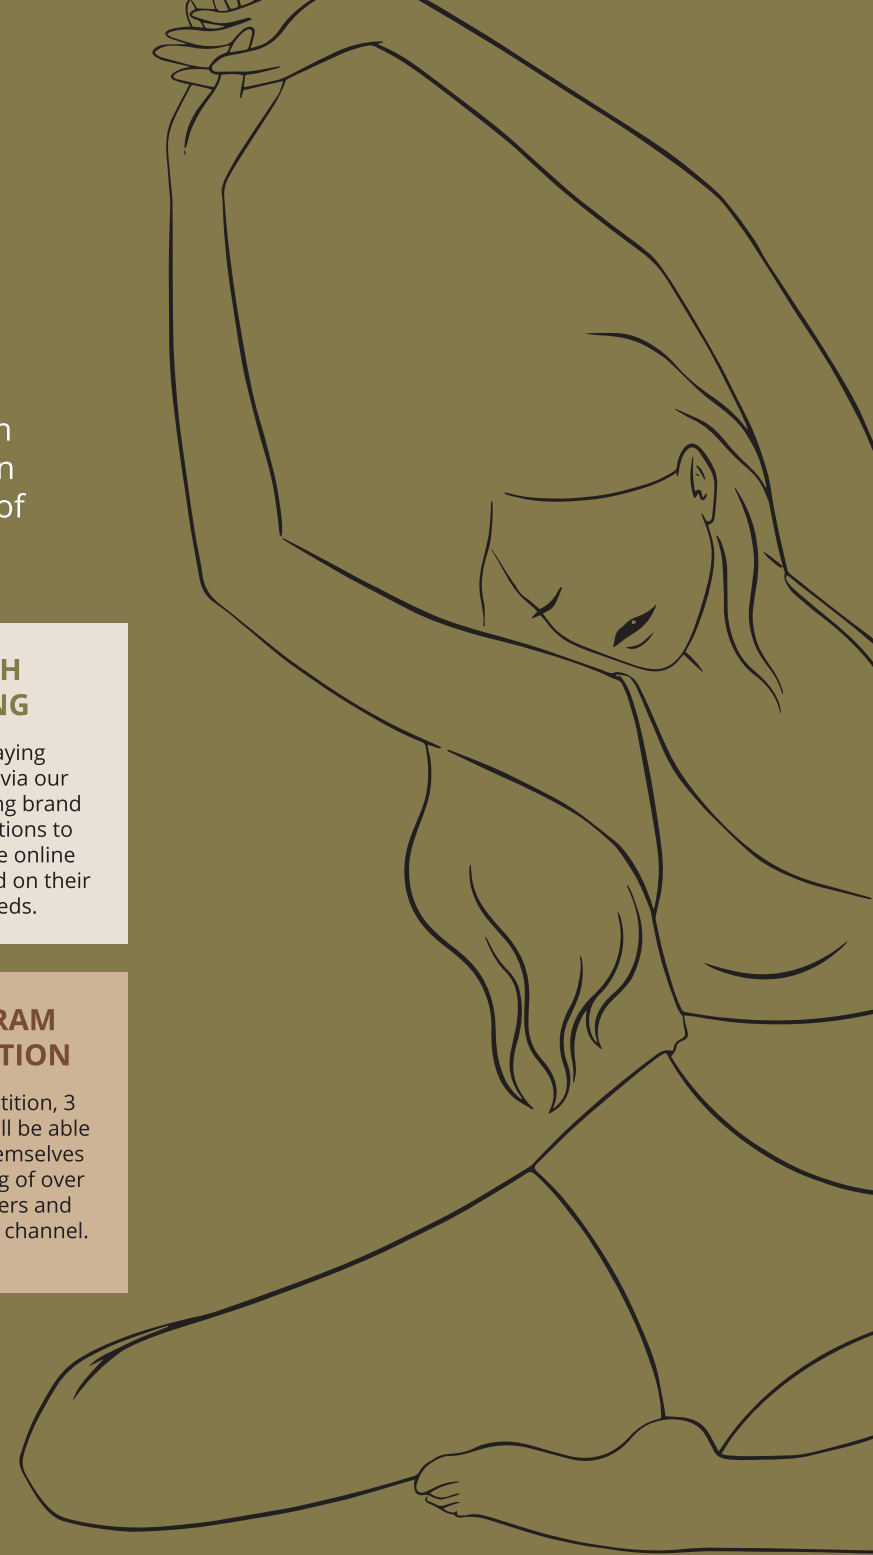 n
n
of
H
NG
aying
via our
ng brand
tions to
e online
d on their
eds.
RAM
TION
tition, 3
ll be able
emselves
g of over
ers and
channel.